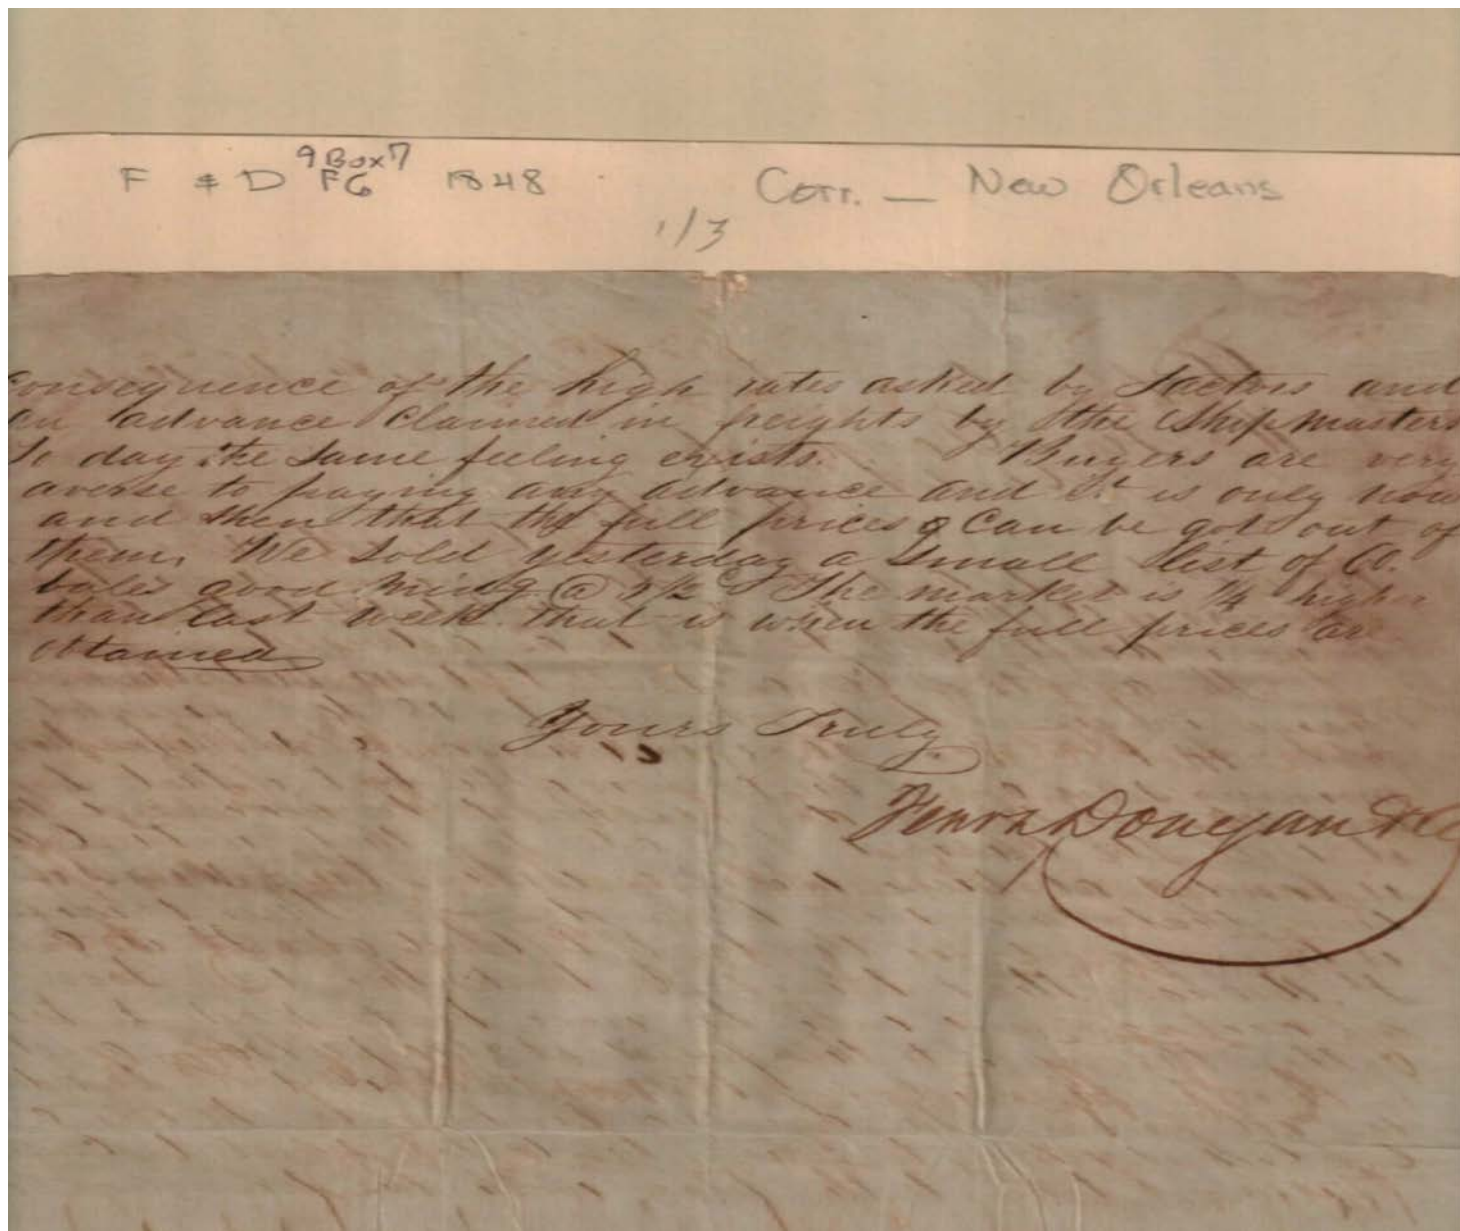 9 Box 7
F & D F6 1848 Corr. — New Orleans
1/3
Consequence of the high rates asked by Factors and
an advance claimed in freights by the Shipmasters
To day the same feeling exists. Buyers are very
averse to paying any advance and it is only now
and then that the full prices can be got out of
them, We sold yesterday a small list of
bales good Midg @ The market is 1/4 higher
than last week that is when the full prices are
obtained
Yours Truly
Fearn Donegan & Co